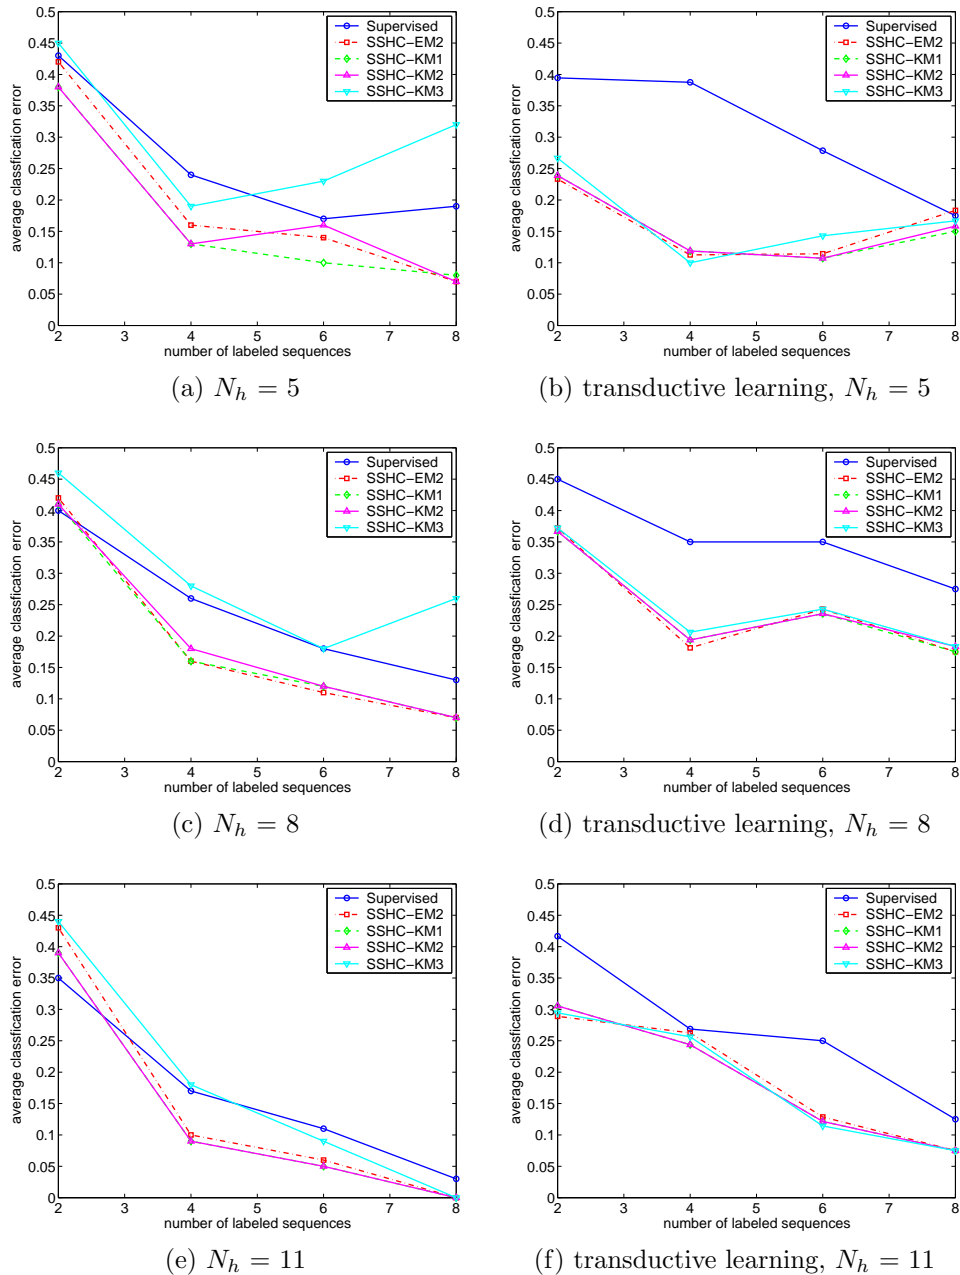 0.5
0.45
0.4
0.35
0.3
0.25
0.2
0.15
0.1
0.05
0
2 3 4 5 6 7 8
average classfication error
number of labeled sequences
Supervised
SSHC−EM2
SSHC−KM1
SSHC−KM2
SSHC−KM3
(a) N_h = 5
0.5
0.45
0.4
0.35
0.3
0.25
0.2
0.15
0.1
0.05
0
2 3 4 5 6 7 8
average classfication error
number of labeled sequences
Supervised
SSHC−EM2
SSHC−KM1
SSHC−KM2
SSHC−KM3
(b) transductive learning, N_h = 5
0.5
0.45
0.4
0.35
0.3
0.25
0.2
0.15
0.1
0.05
0
2 3 4 5 6 7 8
average classfication error
number of labeled sequences
Supervised
SSHC−EM2
SSHC−KM1
SSHC−KM2
SSHC−KM3
(c) N_h = 8
0.5
0.45
0.4
0.35
0.3
0.25
0.2
0.15
0.1
0.05
0
2 3 4 5 6 7 8
average classfication error
number of labeled sequences
Supervised
SSHC−EM2
SSHC−KM1
SSHC−KM2
SSHC−KM3
(d) transductive learning, N_h = 8
0.5
0.45
0.4
0.35
0.3
0.25
0.2
0.15
0.1
0.05
0
2 3 4 5 6 7 8
average classfication error
number of labeled sequences
Supervised
SSHC−EM2
SSHC−KM1
SSHC−KM2
SSHC−KM3
(e) N_h = 11
0.5
0.45
0.4
0.35
0.3
0.25
0.2
0.15
0.1
0.05
0
2 3 4 5 6 7 8
average classfication error
number of labeled sequences
Supervised
SSHC−EM2
SSHC−KM1
SSHC−KM2
SSHC−KM3
(f) transductive learning, N_h = 11